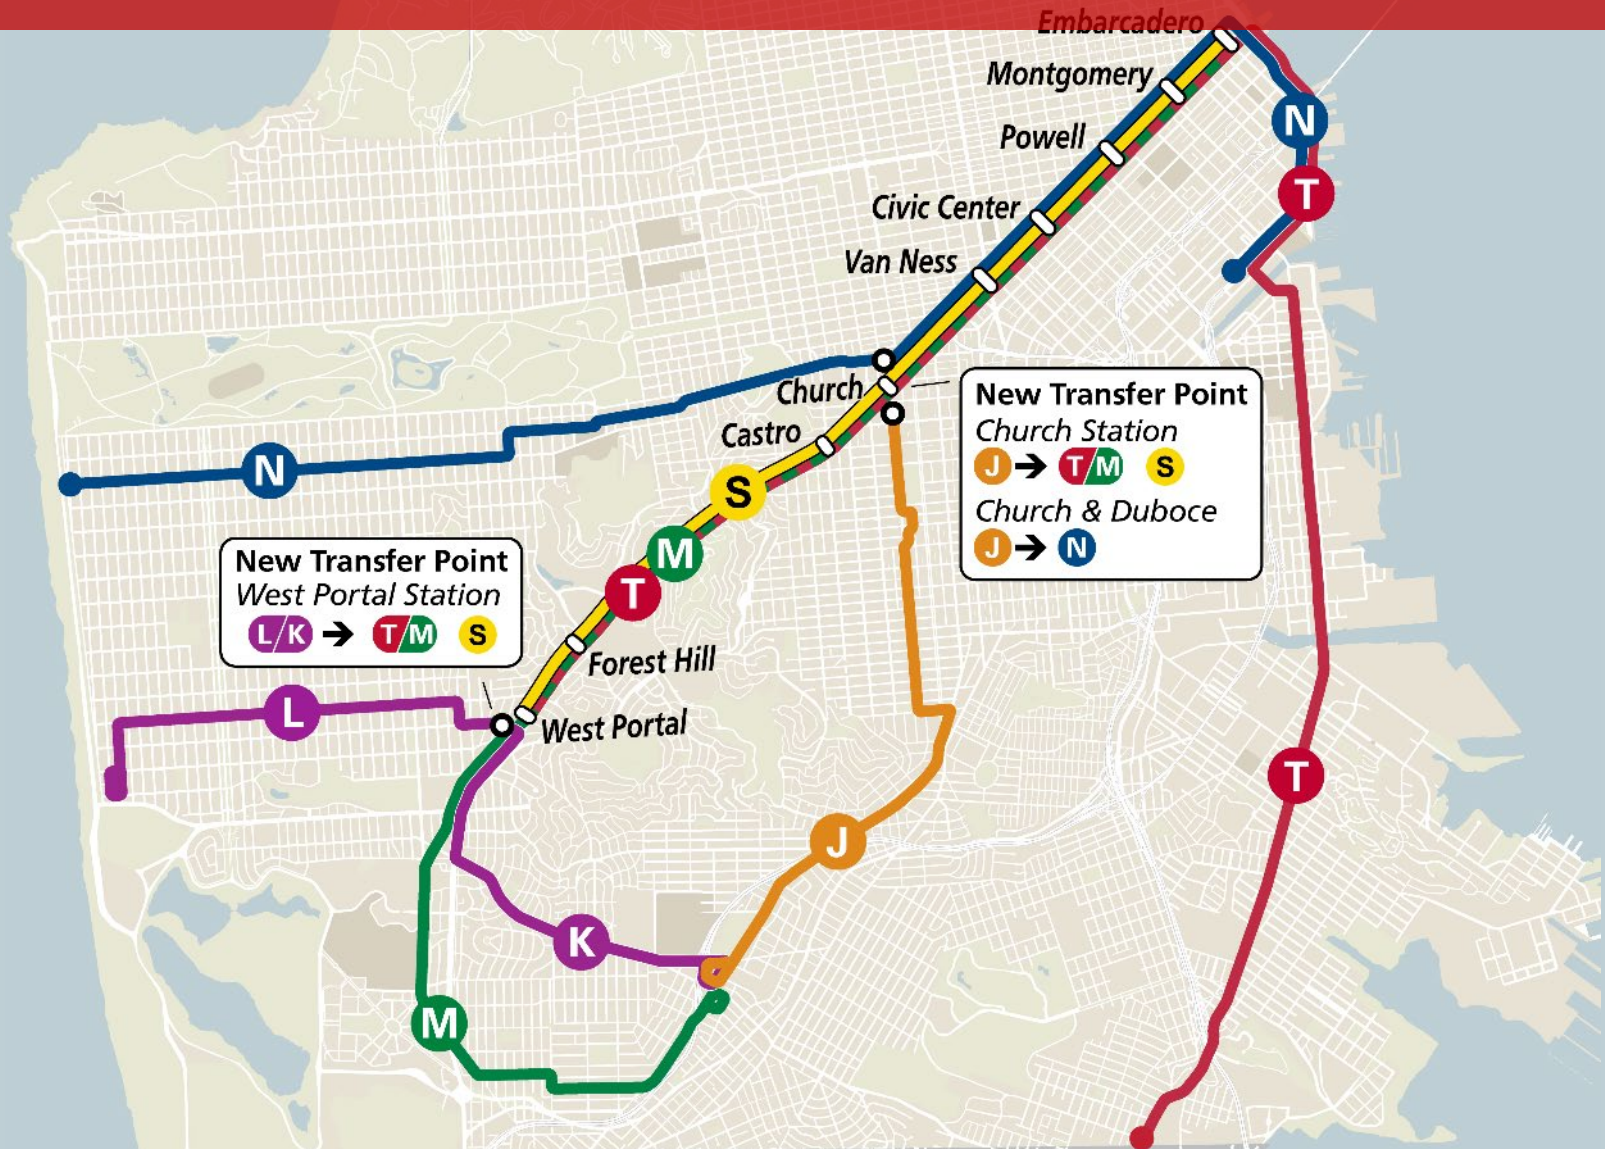 Embarcadero
Montgomery
Powell
Civic Center
Van Ness
Church
Castro
Forest Hill
West Portal
N
T
N
S
M
T
L
T
J
K
M
New Transfer Point
Church Station
J → T/M S
Church & Duboce
J → N
New Transfer Point
West Portal Station
L/K → T/M S